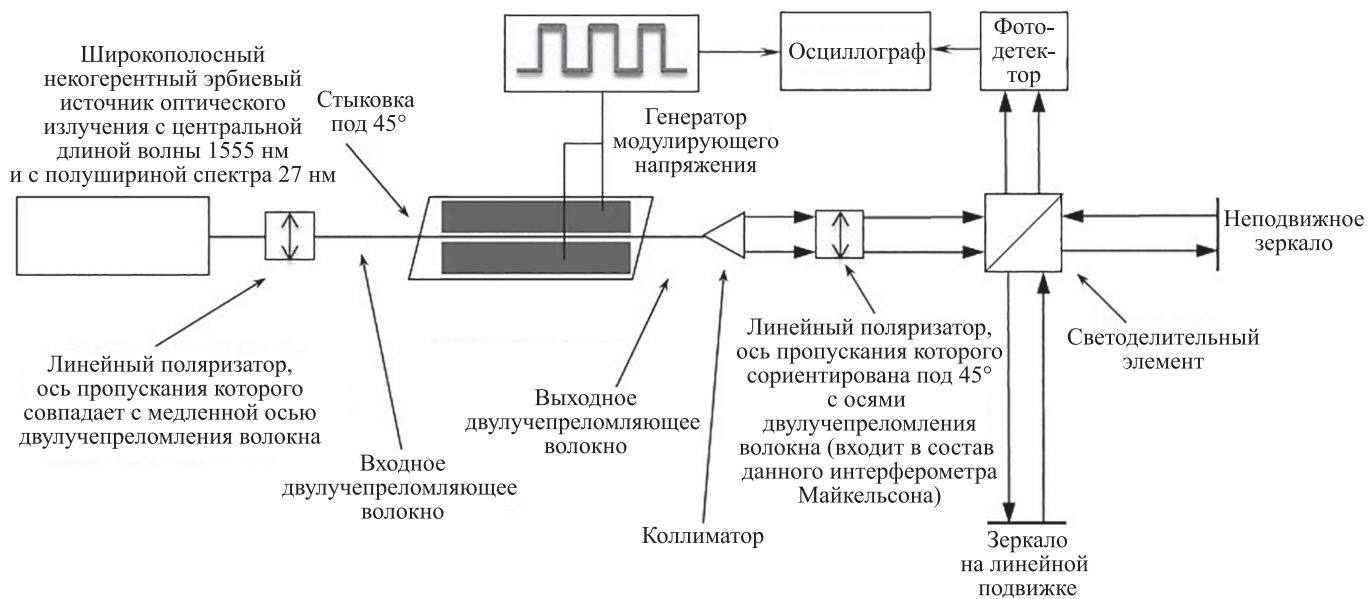 Широкополосный
некогерентный эрбиевый
источник оптического
излучения с центральной
длиной волны 1555 нм
и с полушириной спектра 27 нм
Стыковка
под 45°
Генератор
модулирующего
напряжения
Осциллограф
Фото-
детек-
тор
Неподвижное
зеркало
Светоделительный
элемент
Линейный поляризатор,
ось пропускания которого
совпадает с медленной осью
двулучепреломления волокна
Входное
двулучепреломляющее
волокно
Выходное
двулучепреломляющее
волокно
Коллиматор
Линейный поляризатор,
ось пропускания которого
сориентирована под 45°
с осями
двулучепреломления
волокна (входит в состав
данного интерферометра
Майкельсона)
Зеркало
на линейной
подвижке